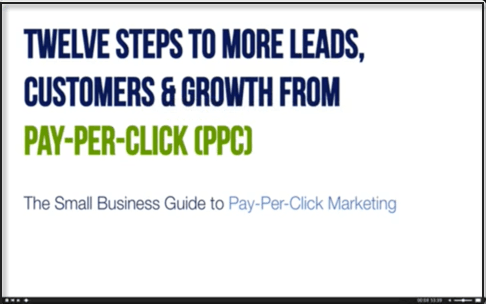 TWELVE STEPS TO MORE LEADS,
CUSTOMERS & GROWTH FROM
PAY-PER-CLICK (PPC)
The Small Business Guide to Pay-Per-Click Marketing